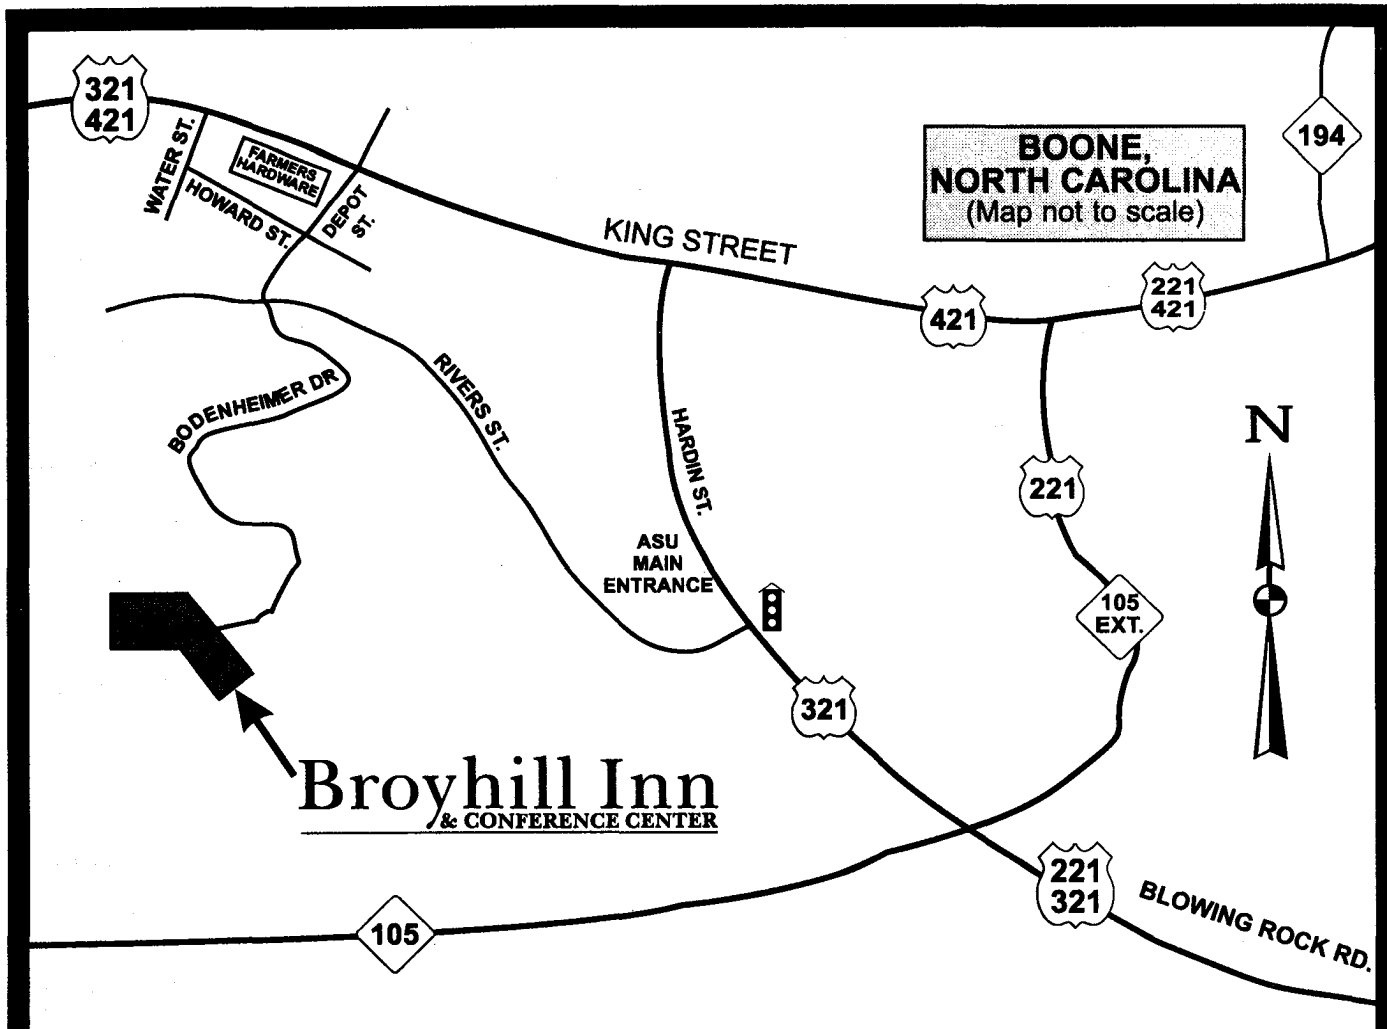 321
421
WATER ST.
FARMERS
HARDWARE
HOWARD ST.
DEPOT
ST.
KING STREET
BOONE,
NORTH CAROLINA
(Map not to scale)
194
421
221
421
BODENHEIMER DR
RIVERS ST.
HARDIN ST.
221
N
ASU
MAIN
ENTRANCE
105
EXT.
321
Broyhill Inn
& CONFERENCE CENTER
221
321
BLOWING ROCK RD.
105